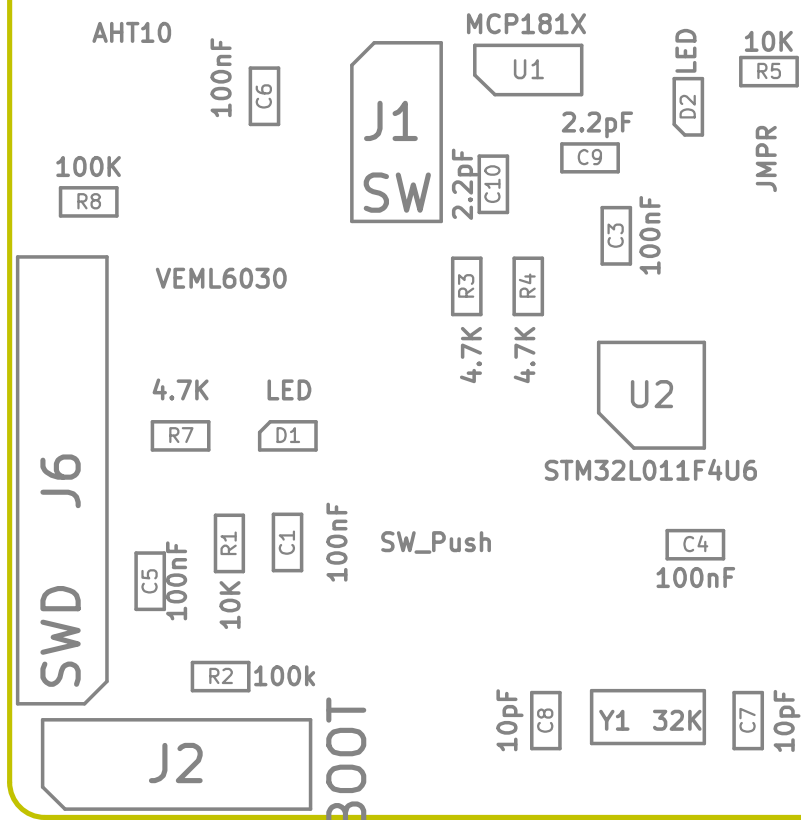 AHT10
100nF
C6
J1
SW
MCP181X
U1
LED
D2
10K
R5
JMPR
2.2pF
C9
2.2pF
C10
C3
100nF
100K
R8
VEML6030
R3
R4
4.7K
4.7K
U2
STM32L011F4U6
4.7K
LED
R7
D1
J6
SWD
C5
100nF
R1
10K
C1
100nF
SW_Push
C4
100nF
R2
100k
J2
BOOT
10pF
C8
Y1 32K
C7
10pF